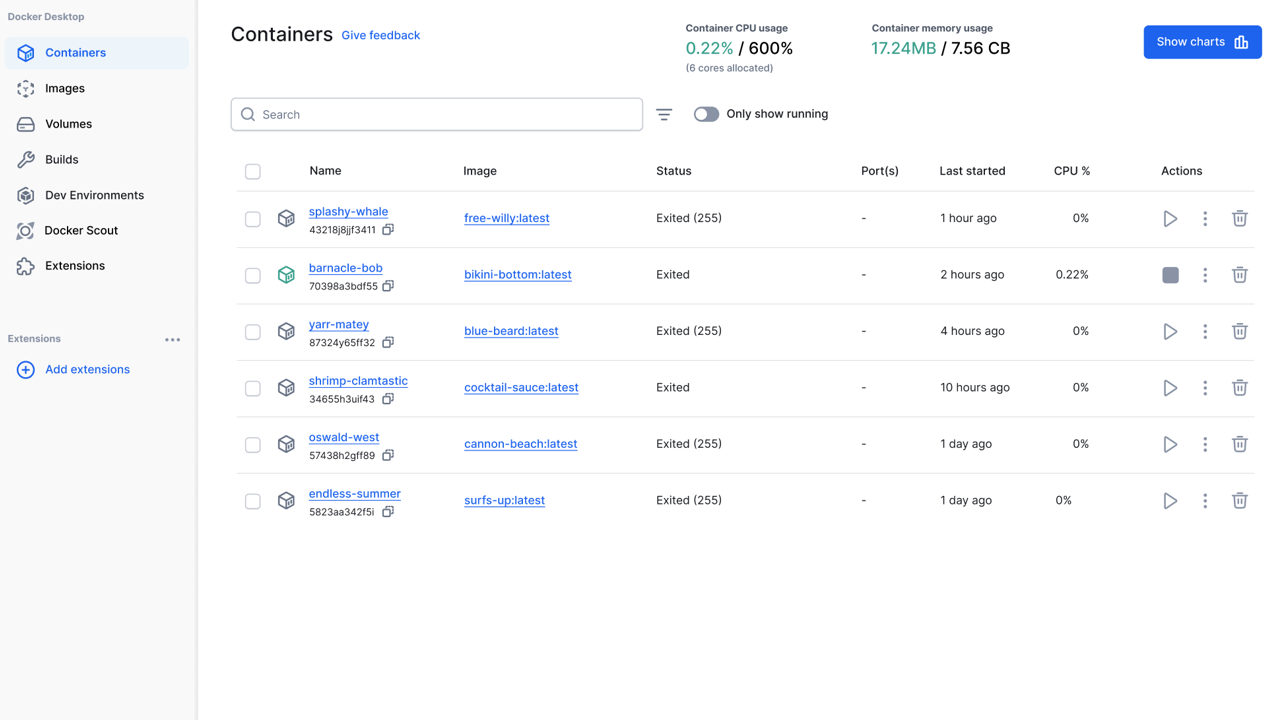 Docker Desktop
Containers
Images
Volumes
Builds
Dev Environments
Docker Scout
Extensions
Extensions
Add extensions
Containers Give feedback
Container CPU usage
0.22% / 600%
(6 cores allocated)
Container memory usage
17.24MB / 7.56 CB
Show charts
Search
Only show running
Name Image Status Port(s) Last started CPU % Actions
splashy-whale
43218j8jjf3411
free-willy:latest Exited (255) - 1 hour ago 0%
barnacle-bob
70398a3bdf55
bikini-bottom:latest Exited - 2 hours ago 0.22%
yarr-matey
87324y65ff32
blue-beard:latest Exited (255) - 4 hours ago 0%
shrimp-clamtastic
34655h3uif43
cocktail-sauce:latest Exited - 10 hours ago 0%
oswald-west
57438h2gff89
cannon-beach:latest Exited (255) - 1 day ago 0%
endless-summer
5823aa342f5i
surfs-up:latest Exited (255) - 1 day ago 0%